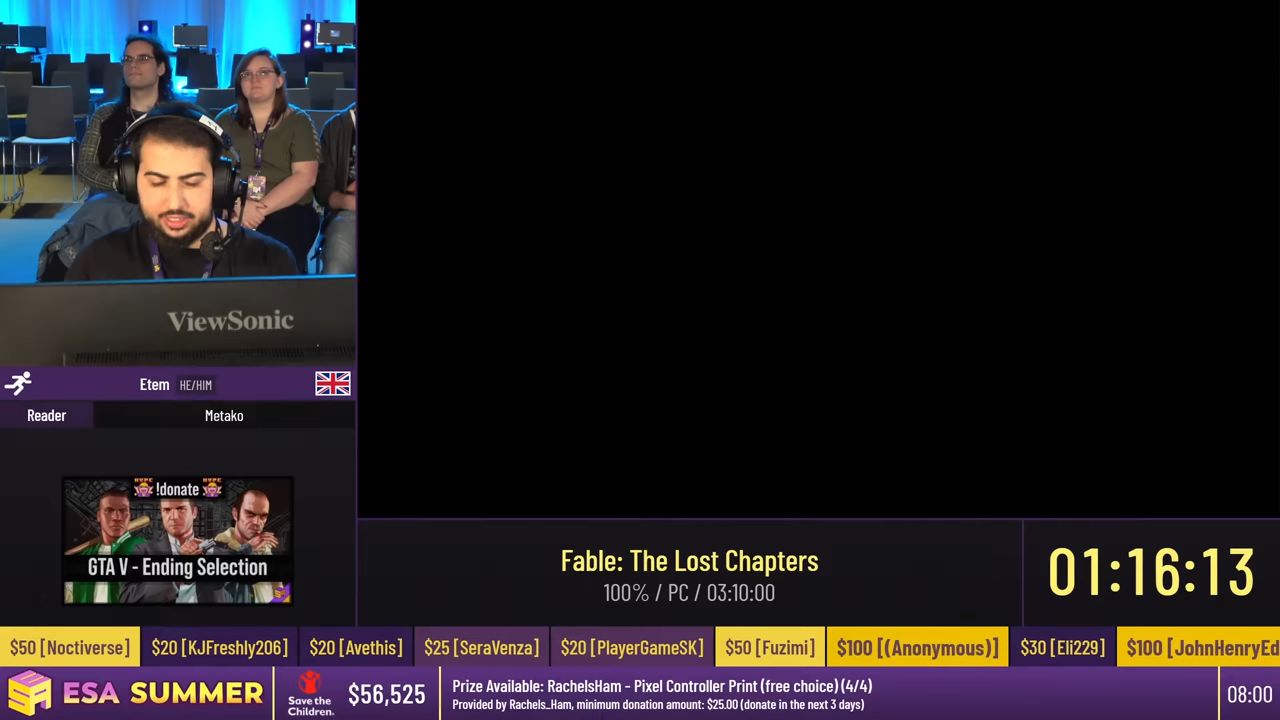 ViewSonic
Etem HE/HIM
Reader Metako
HYPE !donate HYPE
GTA V - Ending Selection
Fable: The Lost Chapters
100% / PC / 03:10:00
01:16:13
$50 [Noctiverse] $20 [KJFreshly206] $20 [Avethis] $25 [SeraVenza] $20 [PlayerGameSK] $50 [Fuzimi] $100 [(Anonymous)] $30 [Eli229] $100 [JohnHenryEd
ESA SUMMER
Save the
Children.
$56,525
Prize Available: RachelsHam - Pixel Controller Print (free choice) (4/4)
Provided by Rachels_Ham, minimum donation amount: $25.00 (donate in the next 3 days)
08:00